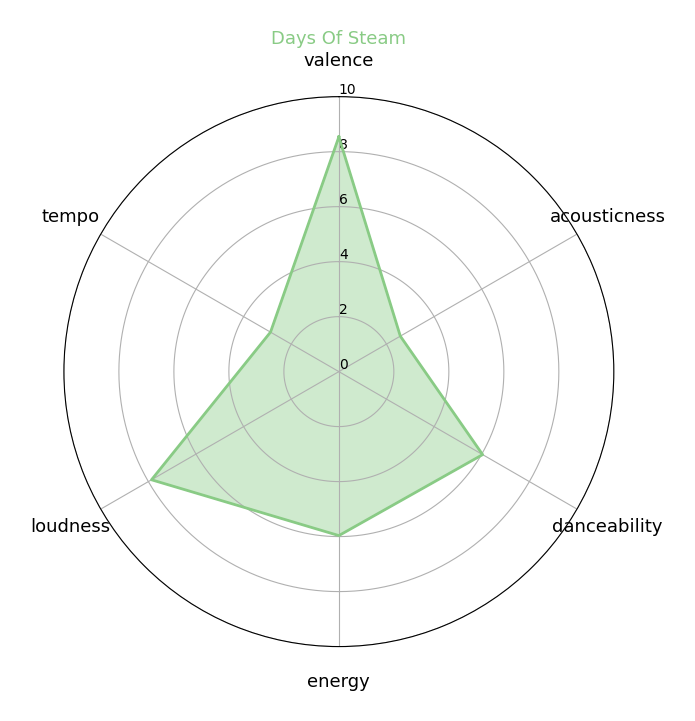 Days Of Steam
valence
10
8
tempo
acousticness
6
4
2
0
loudness
danceability
energy